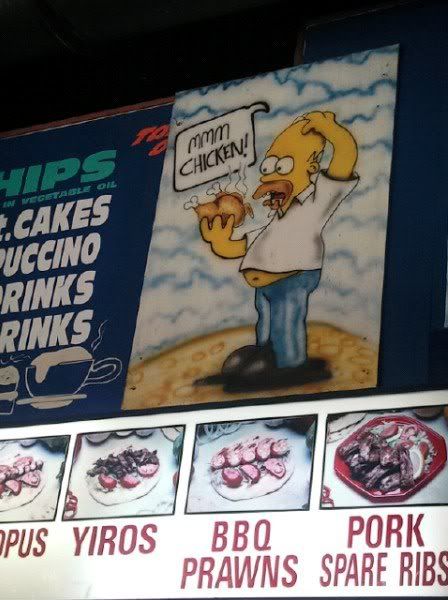 HIPS
IN VEGETABLE OIL
t.CAKES
PUCCINO
DRINKS
RINKS
mmm
CHICKEN!
OPUS
YIROS
BBQ
PRAWNS
PORK
SPARE RIBS